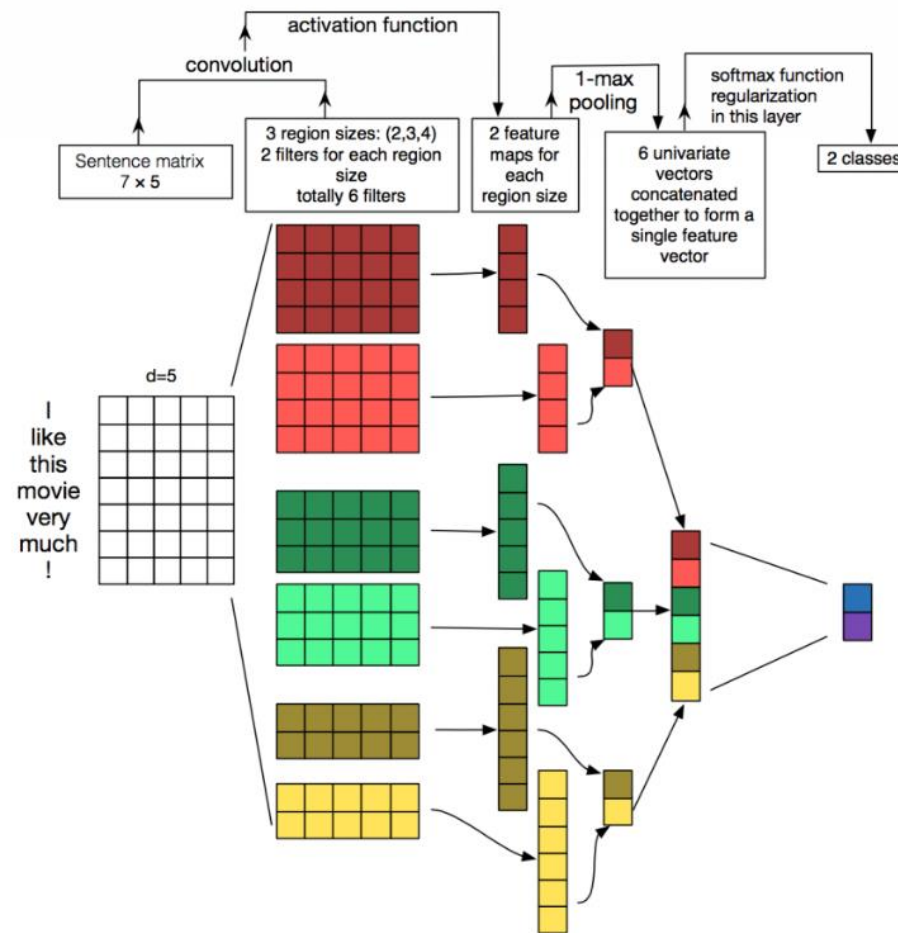 activation function
convolution
1-max
pooling
softmax function
regularization
in this layer
Sentence matrix
7 × 5
3 region sizes: (2,3,4)
2 filters for each region
size
totally 6 filters
2 feature
maps for
each
region size
6 univariate
vectors
concatenated
together to form a
single feature
vector
2 classes
d=5
I
like
this
movie
very
much
!